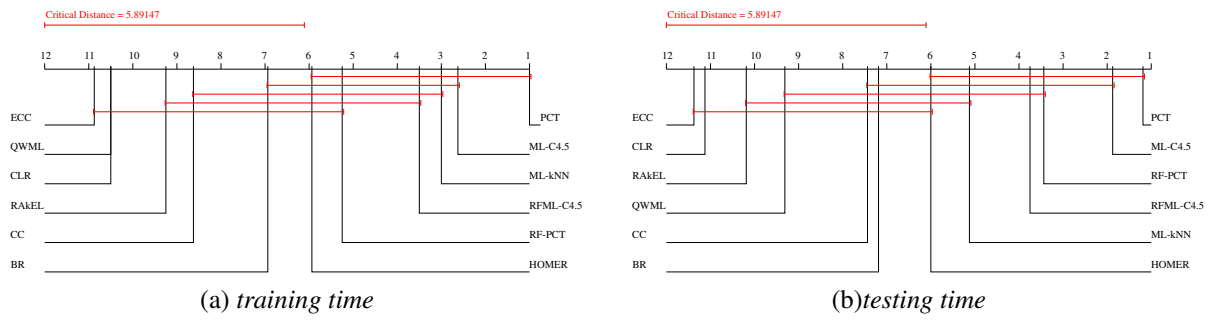 Critical Distance = 5.89147
12 11 10 9 8 7 6 5 4 3 2 1
ECC PCT
QWML ML-C4.5
CLR ML-kNN
RAkEL RFML-C4.5
CC RF-PCT
BR HOMER
(a) training time
Critical Distance = 5.89147
12 11 10 9 8 7 6 5 4 3 2 1
ECC PCT
CLR ML-C4.5
RAkEL RF-PCT
QWML RFML-C4.5
CC ML-kNN
BR HOMER
(b)testing time